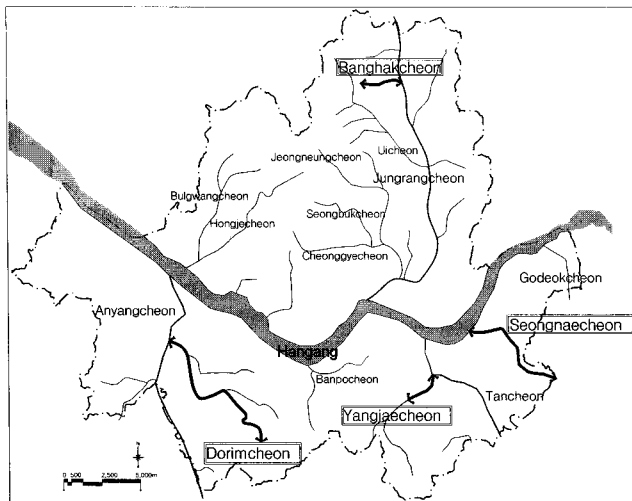 Banghakcheon
Uicheon
Jeongneungcheon
Jungrangcheon
Bulgwangcheon
Seongbukcheon
Hongjecheon
Cheonggyecheon
Godeokcheon
Anyangcheon
Seongnaecheon
Hangang
Banpocheon
Tancheon
Yangjaecheon
Dorimcheon
N
0 500 2,500 5,000m